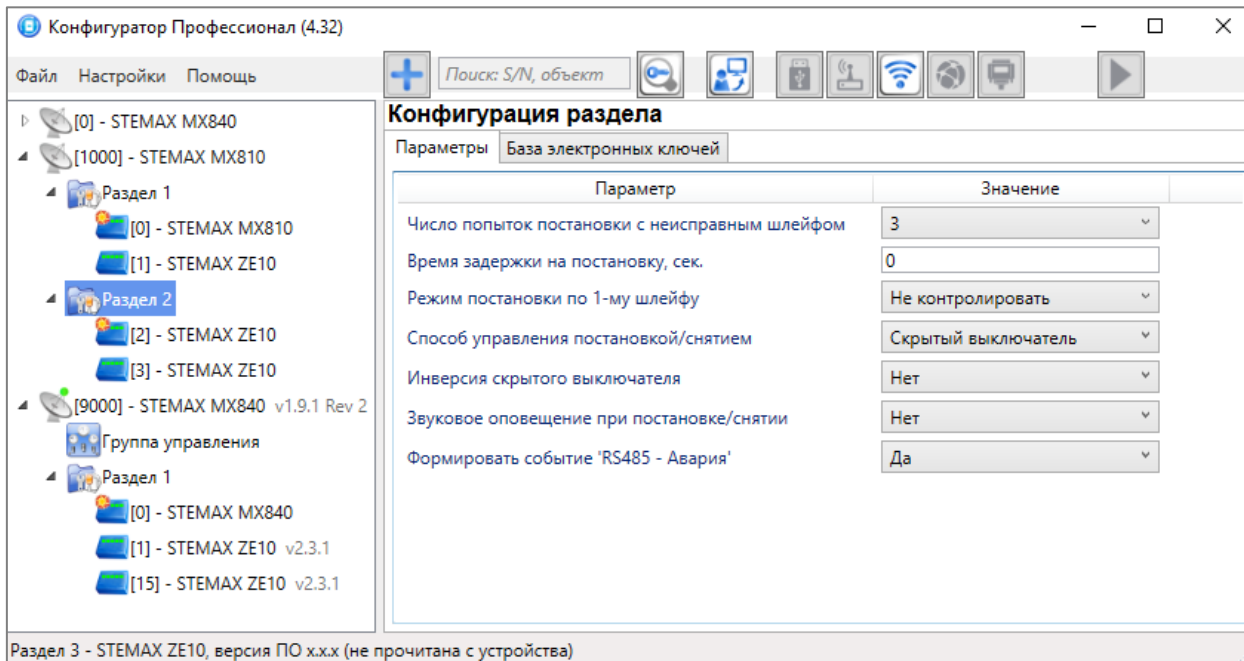 Конфигуратор Профессионал (4.32)
Файл Настройки Помощь
Поиск: S/N, объект
[0] - STEMAX MX840
[1000] - STEMAX MX810
Раздел 1
[0] - STEMAX MX810
[1] - STEMAX ZE10
Раздел 2
[2] - STEMAX ZE10
[3] - STEMAX ZE10
[9000] - STEMAX MX840 v1.9.1 Rev 2
Группа управления
Раздел 1
[0] - STEMAX MX840
[1] - STEMAX ZE10 v2.3.1
[15] - STEMAX ZE10 v2.3.1
Конфигурация раздела
Параметры База электронных ключей
Параметр Значение
Число попыток постановки с неисправным шлейфом 3
Время задержки на постановку, сек. 0
Режим постановки по 1-му шлейфу Не контролировать
Способ управления постановкой/снятием Скрытый выключатель
Инверсия скрытого выключателя Нет
Звуковое оповещение при постановке/снятии Нет
Формировать событие 'RS485 - Авария' Да
Раздел 3 - STEMAX ZE10, версия ПО x.x.x (не прочитана с устройства)